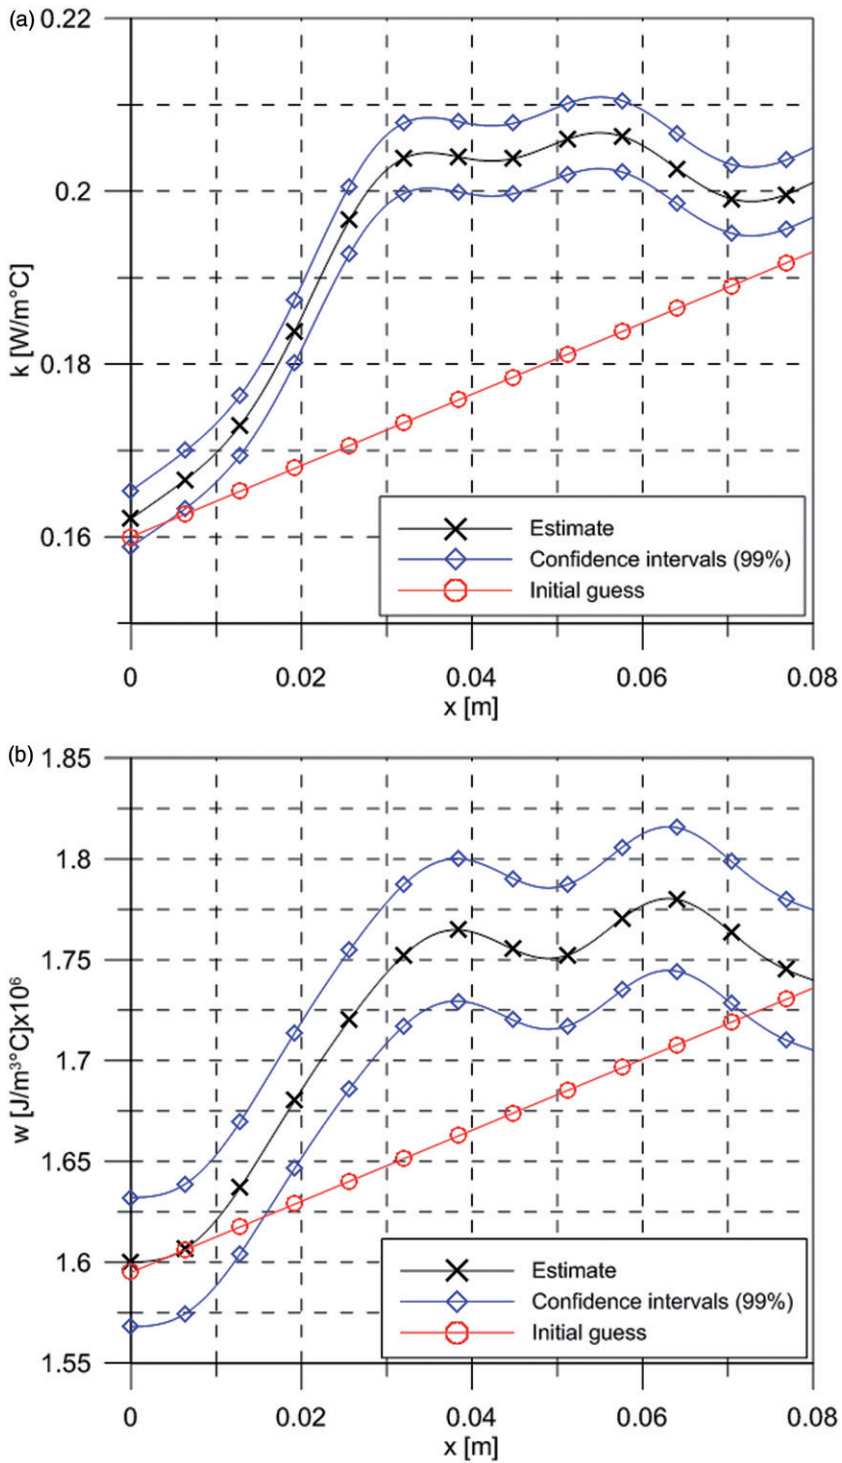 (a)
0.22
0.2
0.18
0.16
k [W/m°C]
Estimate
Confidence intervals (99%)
Initial guess
0 0.02 0.04 0.06 0.08
x [m]
(b)
1.85
1.8
1.75
1.7
1.65
1.6
1.55
w [J/m³°C]x10⁶
Estimate
Confidence intervals (99%)
Initial guess
0 0.02 0.04 0.06 0.08
x [m]